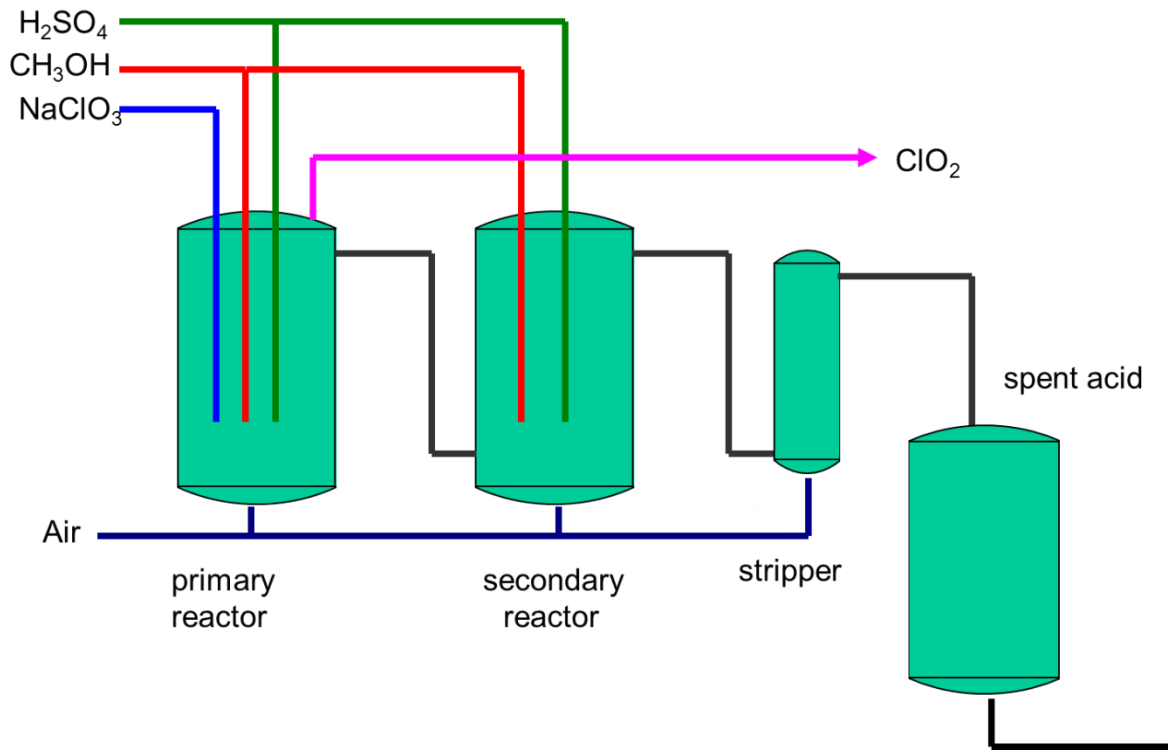 H₂SO₄
CH₃OH
NaClO₃
ClO₂
spent acid
Air
primary
reactor
secondary
reactor
stripper